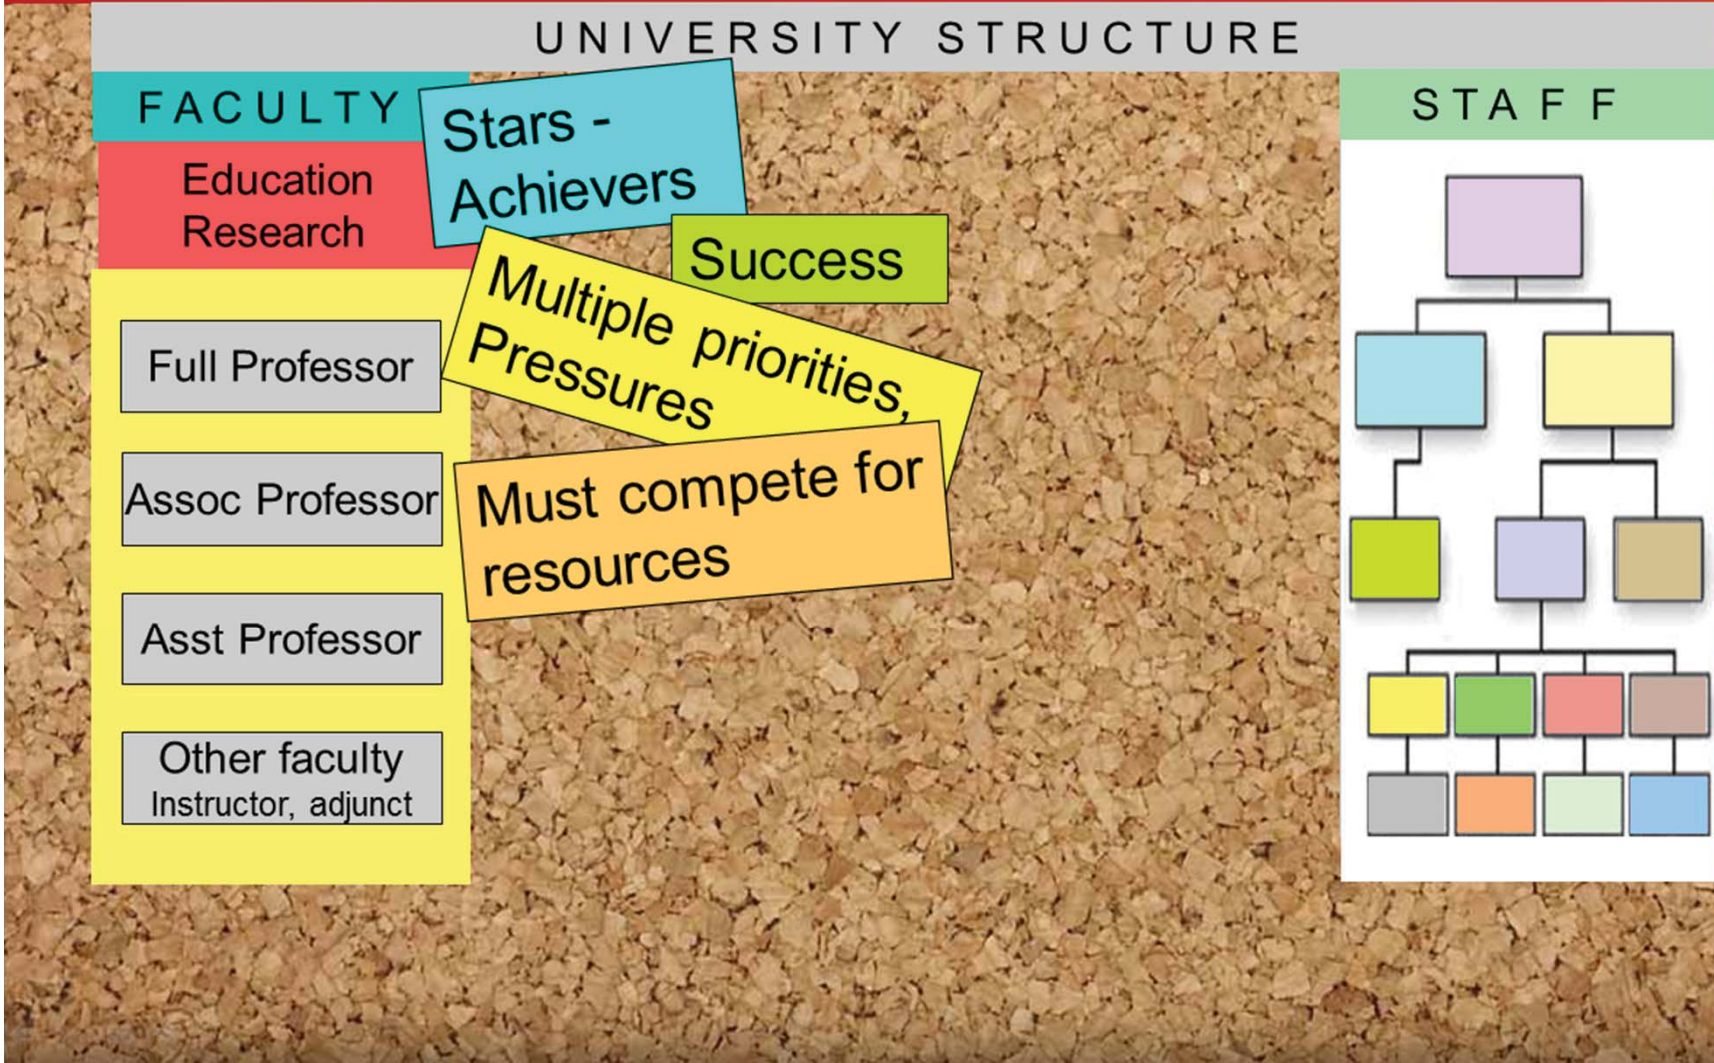 UNIVERSITY STRUCTURE
FACULTY
Education
Research
Full Professor
Assoc Professor
Asst Professor
Other faculty
Instructor, adjunct
Stars -
Achievers
Success
Multiple priorities,
Pressures
Must compete for
resources
STAFF